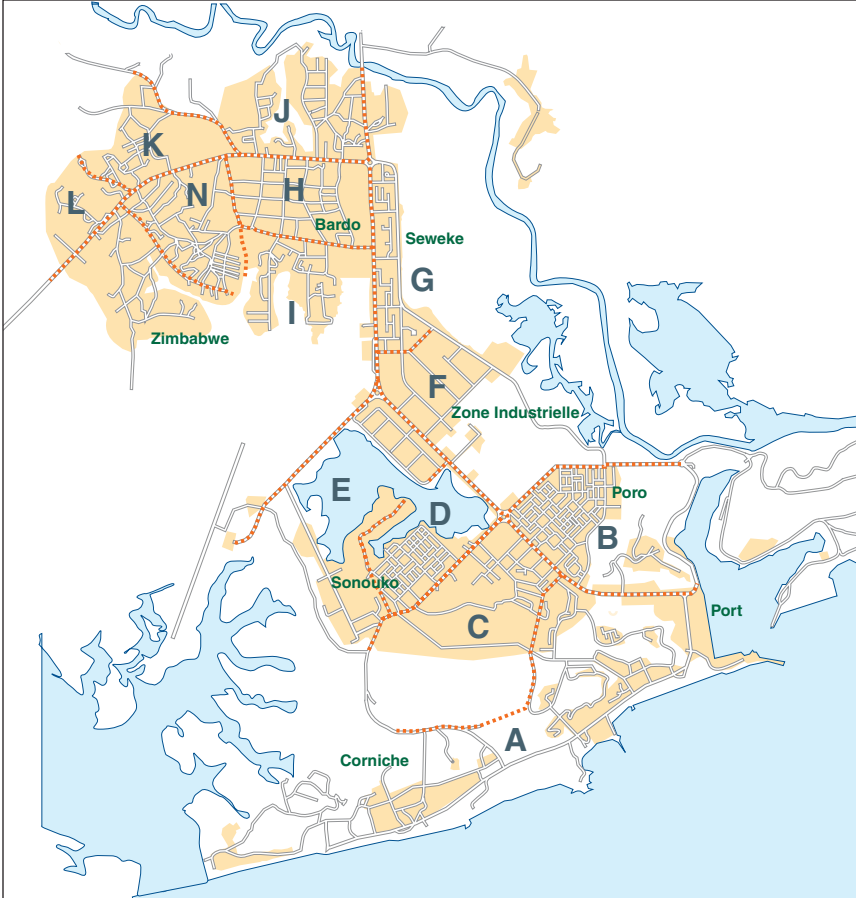 J
K
H
N
L
Bardo
Seweke
G
I
Zimbabwe
F
Zone Industrielle
E
Poro
D
B
Sonouko
Port
C
A
Corniche